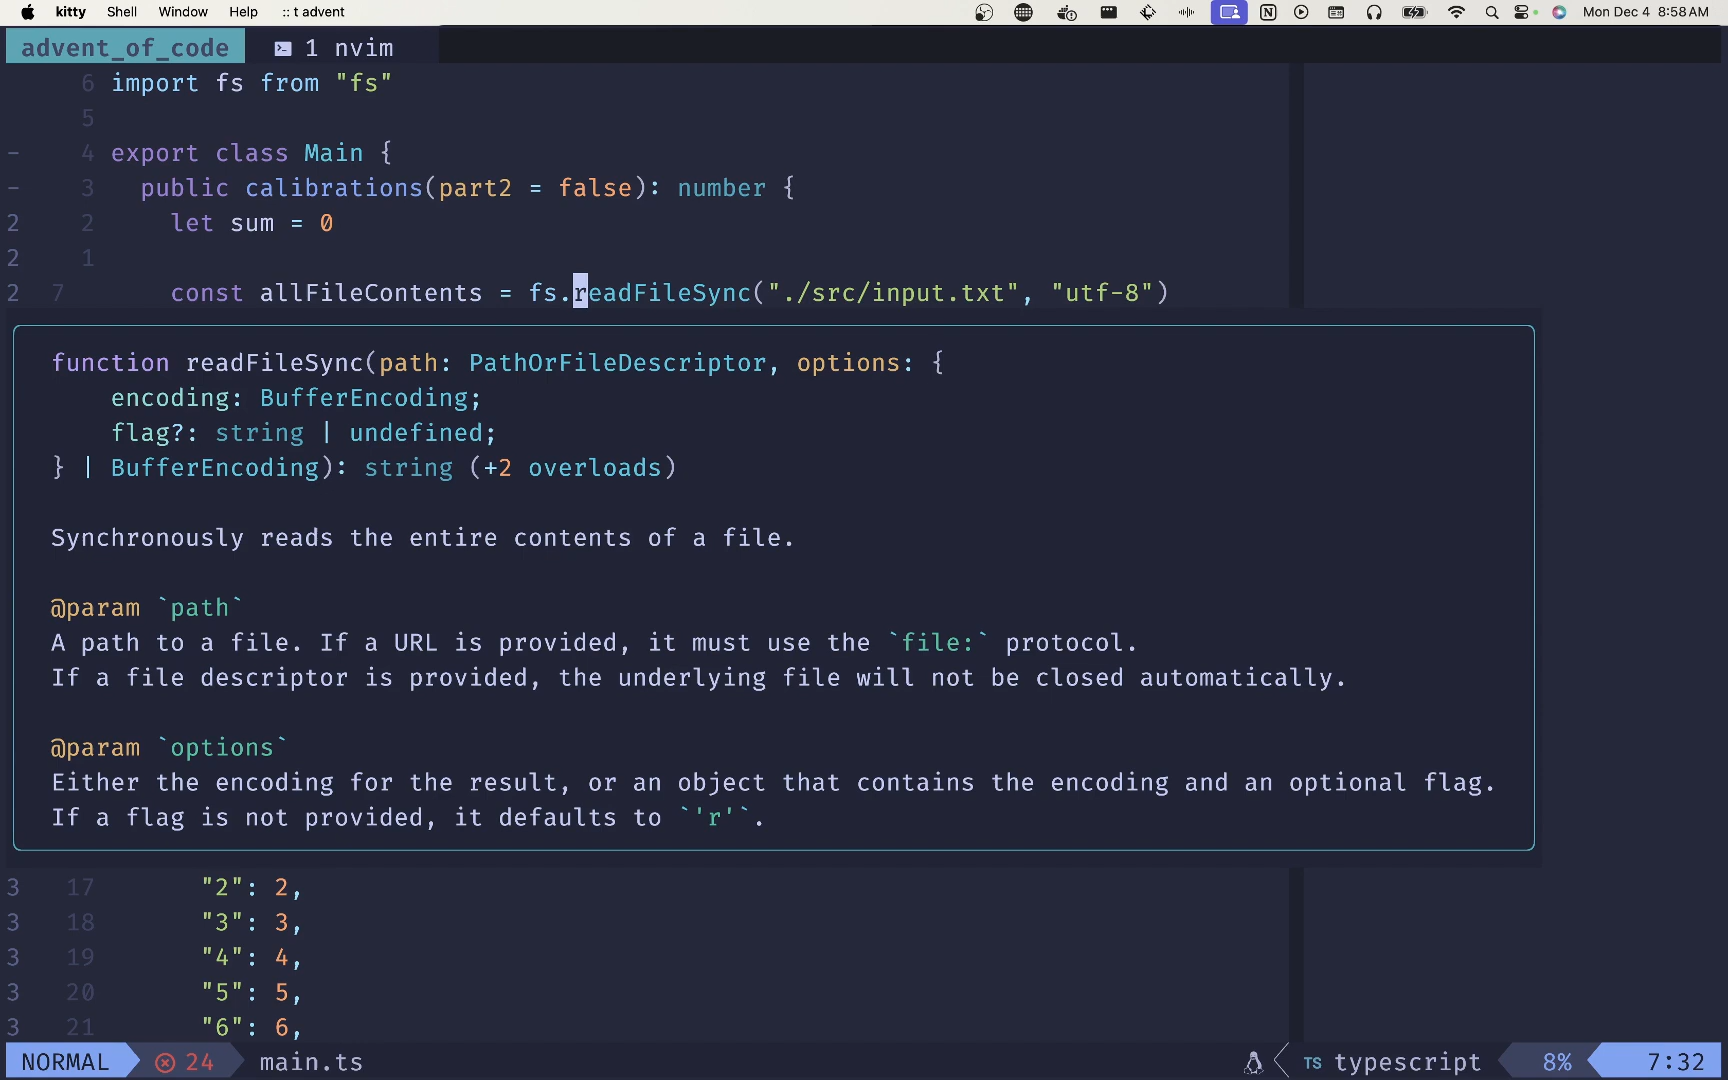 kitty Shell Window Help :: t advent Mon Dec 4 8:58 AM
advent_of_code 1 nvim
6 import fs from "fs"
5
- 4 export class Main {
- 3 public calibrations(part2 = false): number {
2 2 let sum = 0
2 1
2 7 const allFileContents = fs.readFileSync("./src/input.txt", "utf-8")
function readFileSync(path: PathOrFileDescriptor, options: {
encoding: BufferEncoding;
flag?: string | undefined;
} | BufferEncoding): string (+2 overloads)
Synchronously reads the entire contents of a file.
@param `path`
A path to a file. If a URL is provided, it must use the `file:` protocol.
If a file descriptor is provided, the underlying file will not be closed automatically.
@param `options`
Either the encoding for the result, or an object that contains the encoding and an optional flag.
If a flag is not provided, it defaults to `'r'`.
3 17 "2": 2,
3 18 "3": 3,
3 19 "4": 4,
3 20 "5": 5,
3 21 "6": 6,
NORMAL 24 main.ts TS typescript 8% 7:32